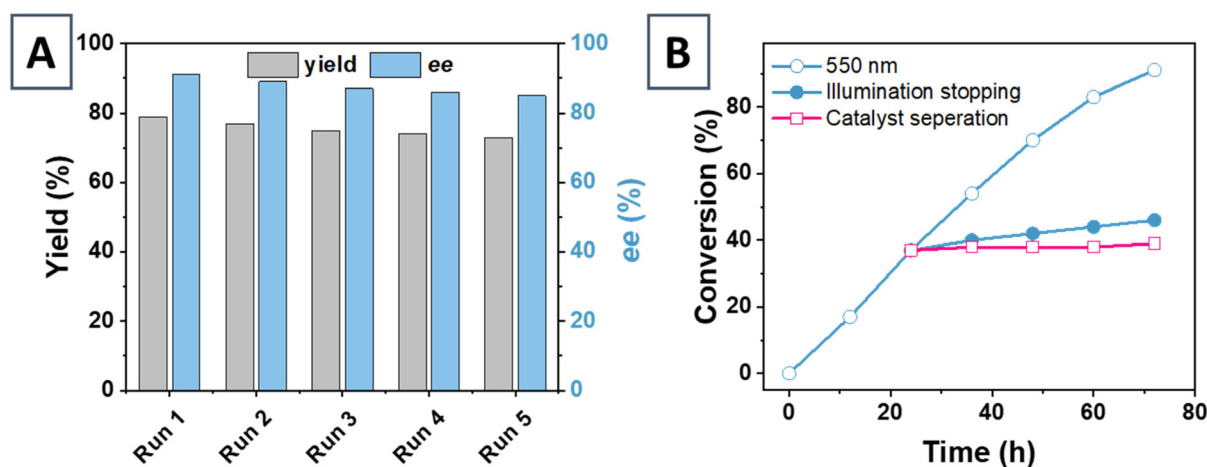 A
yield ee
Yield (%)
100
80
60
40
20
0
100
80
60
40
20
0
ee (%)
Run 1
Run 2
Run 3
Run 4
Run 5
B
550 nm
Illumination stopping
Catalyst seperation
Conversion (%)
80
60
40
20
0
0 20 40 60 80
Time (h)